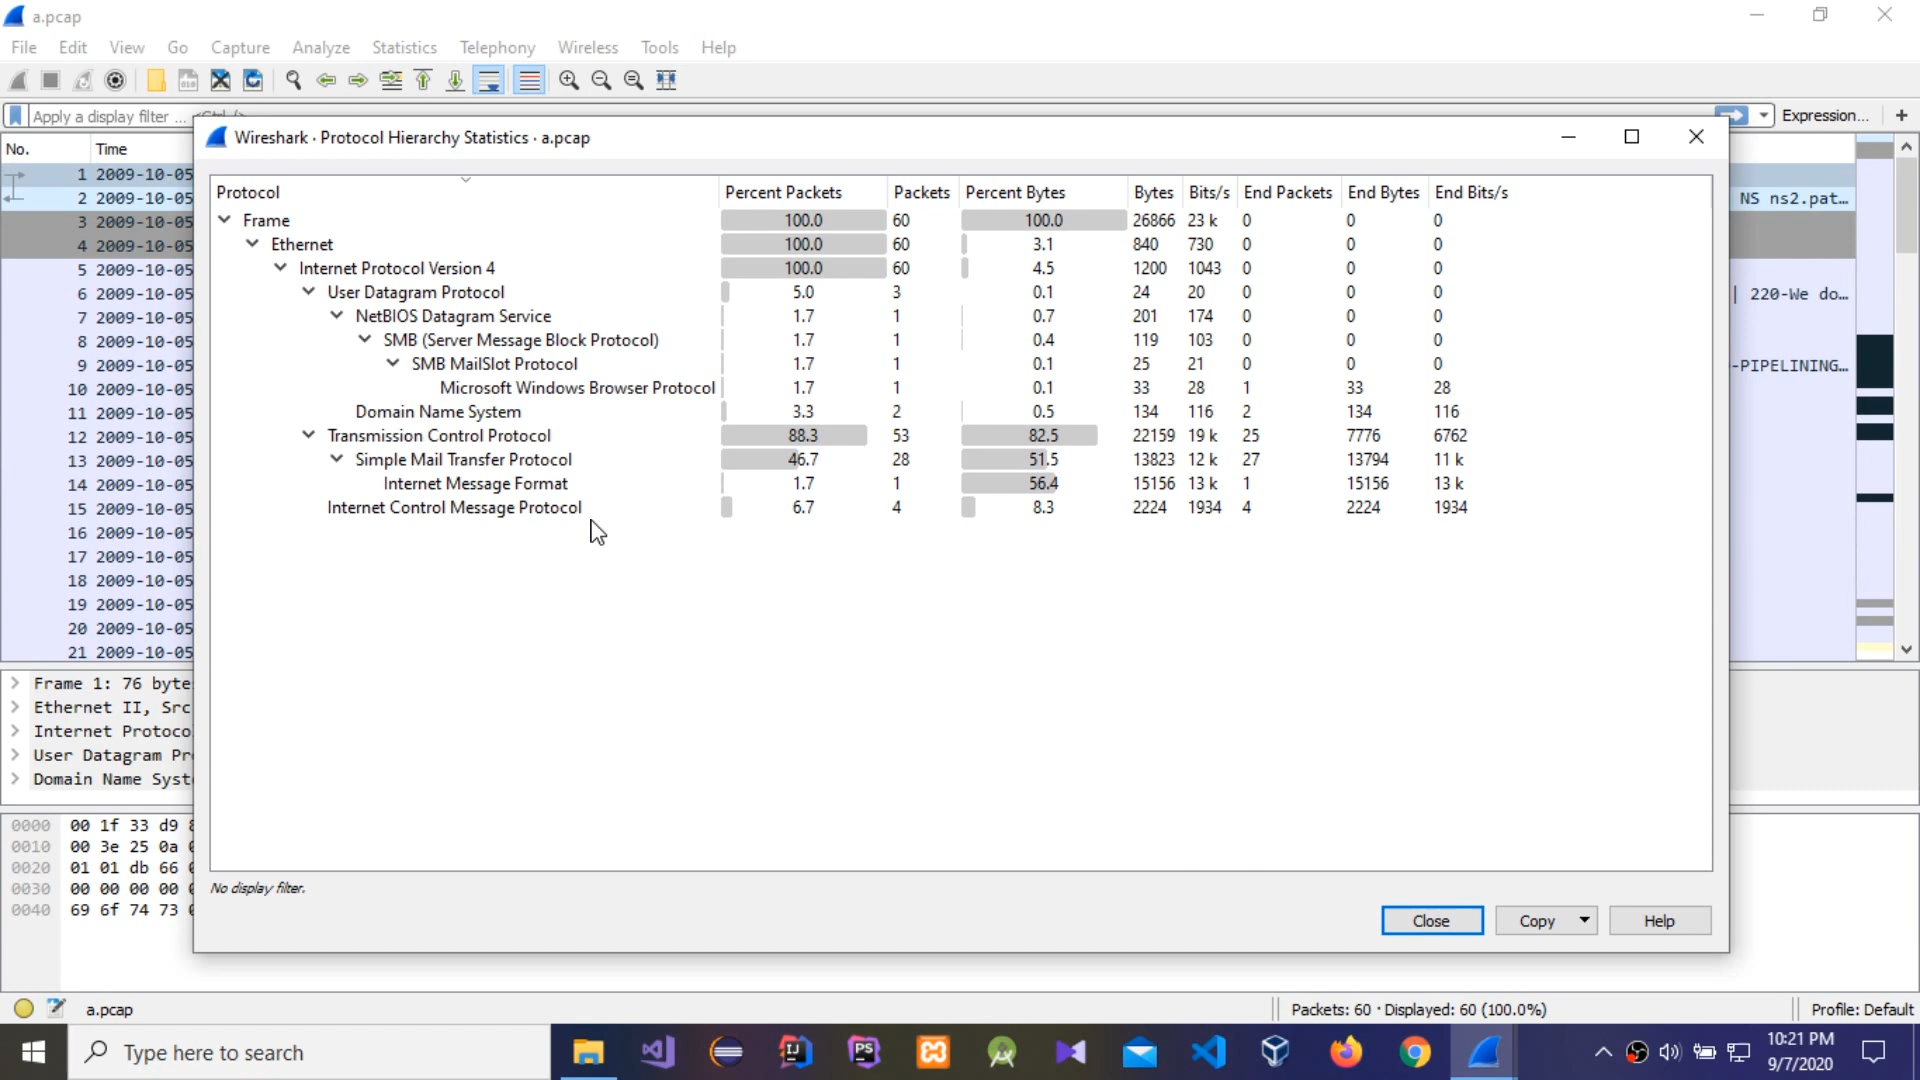 a.pcap
File Edit View Go Capture Analyze Statistics Telephony Wireless Tools Help
Apply a display filter ... <Ctrl-/> Expression... +
Wireshark · Protocol Hierarchy Statistics · a.pcap
No. Time
1 2009-10-05
2 2009-10-05 NS ns2.pat…
3 2009-10-05
4 2009-10-05
5 2009-10-05
6 2009-10-05 | 220-We do…
7 2009-10-05
8 2009-10-05
9 2009-10-05 -PIPELINING…
10 2009-10-05
11 2009-10-05
12 2009-10-05
13 2009-10-05
14 2009-10-05
15 2009-10-05
16 2009-10-05
17 2009-10-05
18 2009-10-05
19 2009-10-05
20 2009-10-05
21 2009-10-05
Protocol Percent Packets Packets Percent Bytes Bytes Bits/s End Packets End Bytes End Bits/s
Frame 100.0 60 100.0 26866 23 k 0 0 0
Ethernet 100.0 60 3.1 840 730 0 0 0
Internet Protocol Version 4 100.0 60 4.5 1200 1043 0 0 0
User Datagram Protocol 5.0 3 0.1 24 20 0 0 0
NetBIOS Datagram Service 1.7 1 0.7 201 174 0 0 0
SMB (Server Message Block Protocol) 1.7 1 0.4 119 103 0 0 0
SMB MailSlot Protocol 1.7 1 0.1 25 21 0 0 0
Microsoft Windows Browser Protocol 1.7 1 0.1 33 28 1 33 28
Domain Name System 3.3 2 0.5 134 116 2 134 116
Transmission Control Protocol 88.3 53 82.5 22159 19 k 25 7776 6762
Simple Mail Transfer Protocol 46.7 28 51.5 13823 12 k 27 13794 11 k
Internet Message Format 1.7 1 56.4 15156 13 k 1 15156 13 k
Internet Control Message Protocol 6.7 4 8.3 2224 1934 4 2224 1934
No display filter.
Close Copy Help
Frame 1: 76 byte
Ethernet II, Src
Internet Protoco
User Datagram Pr
Domain Name Syst
0000 00 1f 33 d9
0010 00 3e 25 0a
0020 01 01 db 66
0030 00 00 00 00
0040 69 6f 74 73
a.pcap Packets: 60 · Displayed: 60 (100.0%) Profile: Default
Type here to search
10:21 PM
9/7/2020